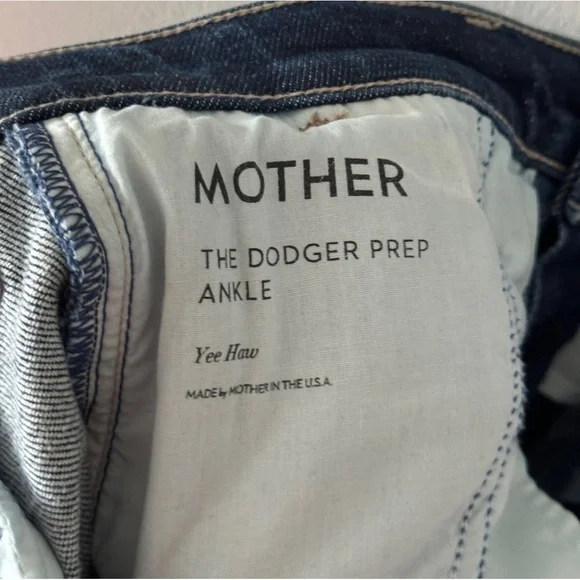 MOTHER
THE DODGER PREP
ANKLE
Yee Haw
MADE by MOTHER IN THE U.S.A.